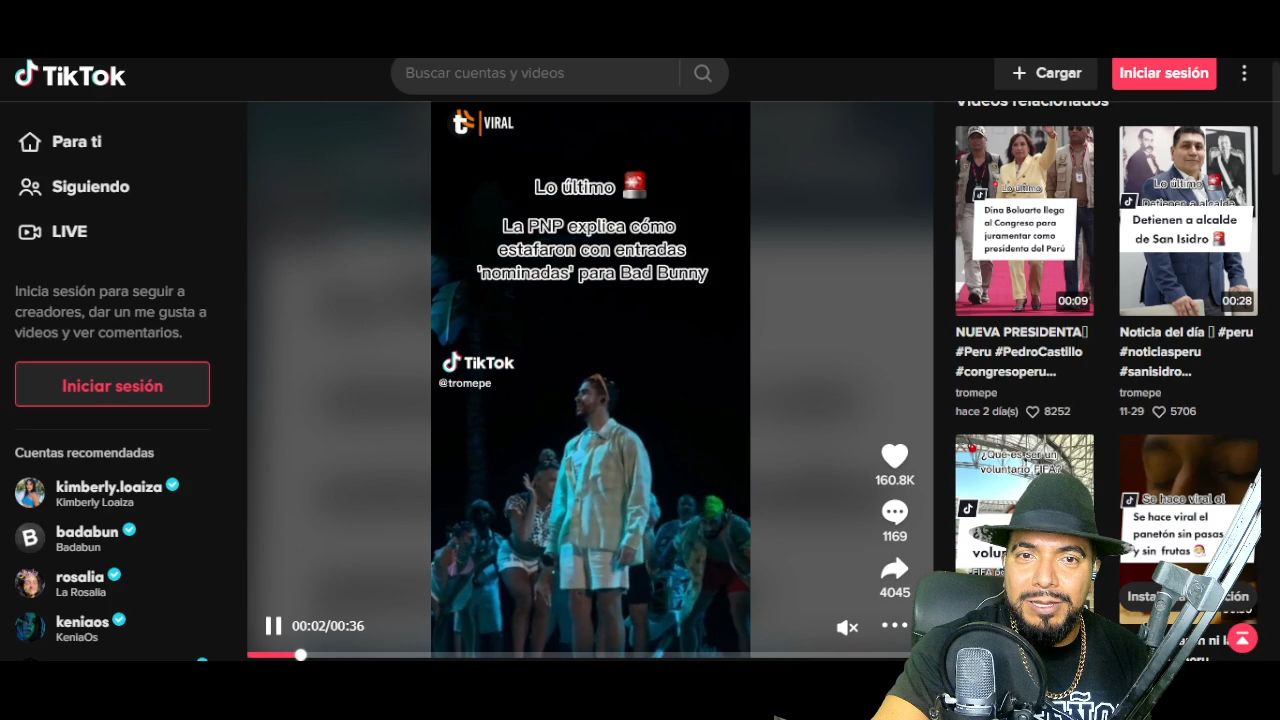 TikTok
Buscar cuentas y videos
Cargar
Iniciar sesión
Para ti
Siguiendo
LIVE
Inicia sesión para seguir a
creadores, dar un me gusta a
videos y ver comentarios.
Iniciar sesión
Cuentas recomendadas
kimberly.loaiza
Kimberly Loaiza
badabun
Badabun
rosalia
La Rosalia
keniaos
KeniaOs
VIRAL
Lo último
La PNP explica cómo
estafaron con entradas
'nominadas' para Bad Bunny
TikTok
@tromepe
160.8K
1169
4045
00:02/00:36
Videos relacionados
Lo último
Dina Boluarte llega
al Congreso para
juramentar como
presidenta del Perú
00:09
NUEVA PRESIDENTA
#Peru #PedroCastillo
#congresoperu...
tromepe
hace 2 día(s) 8252
Lo último
Detienen a alcalde
Detienen a alcalde
de San Isidro
00:28
Noticia del día #peru
#noticiasperu
#sanisidro...
tromepe
11-29 5706
¿Qué es ser un
voluntario FIFA?
Se hace viral el
Se hace viral el
panetón sin pasas
y sin frutas